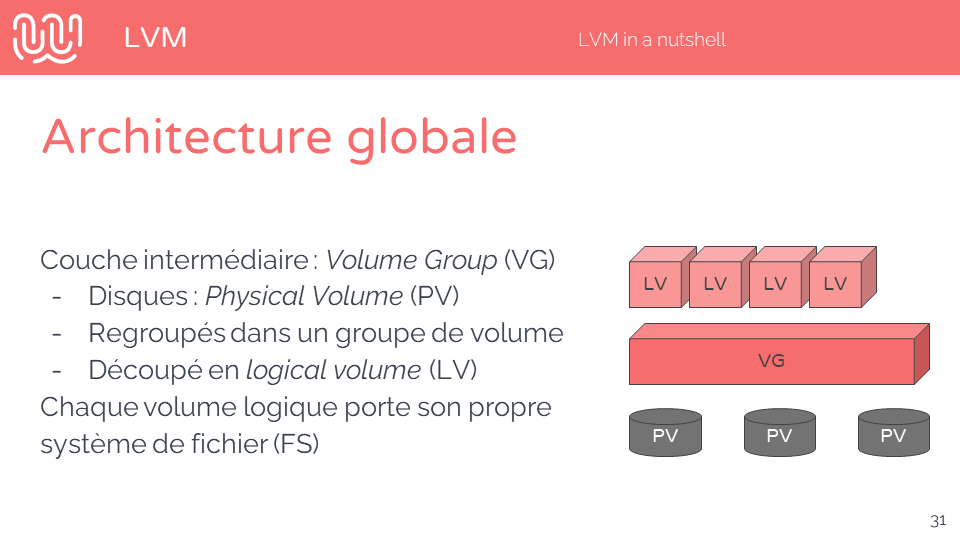 LVM
LVM in a nutshell
Architecture globale
Couche intermédiaire : Volume Group (VG)
- Disques : Physical Volume (PV)
- Regroupés dans un groupe de volume
- Découpé en logical volume (LV)
Chaque volume logique porte son propre
système de fichier (FS)
LV LV LV LV
VG
PV PV PV
31